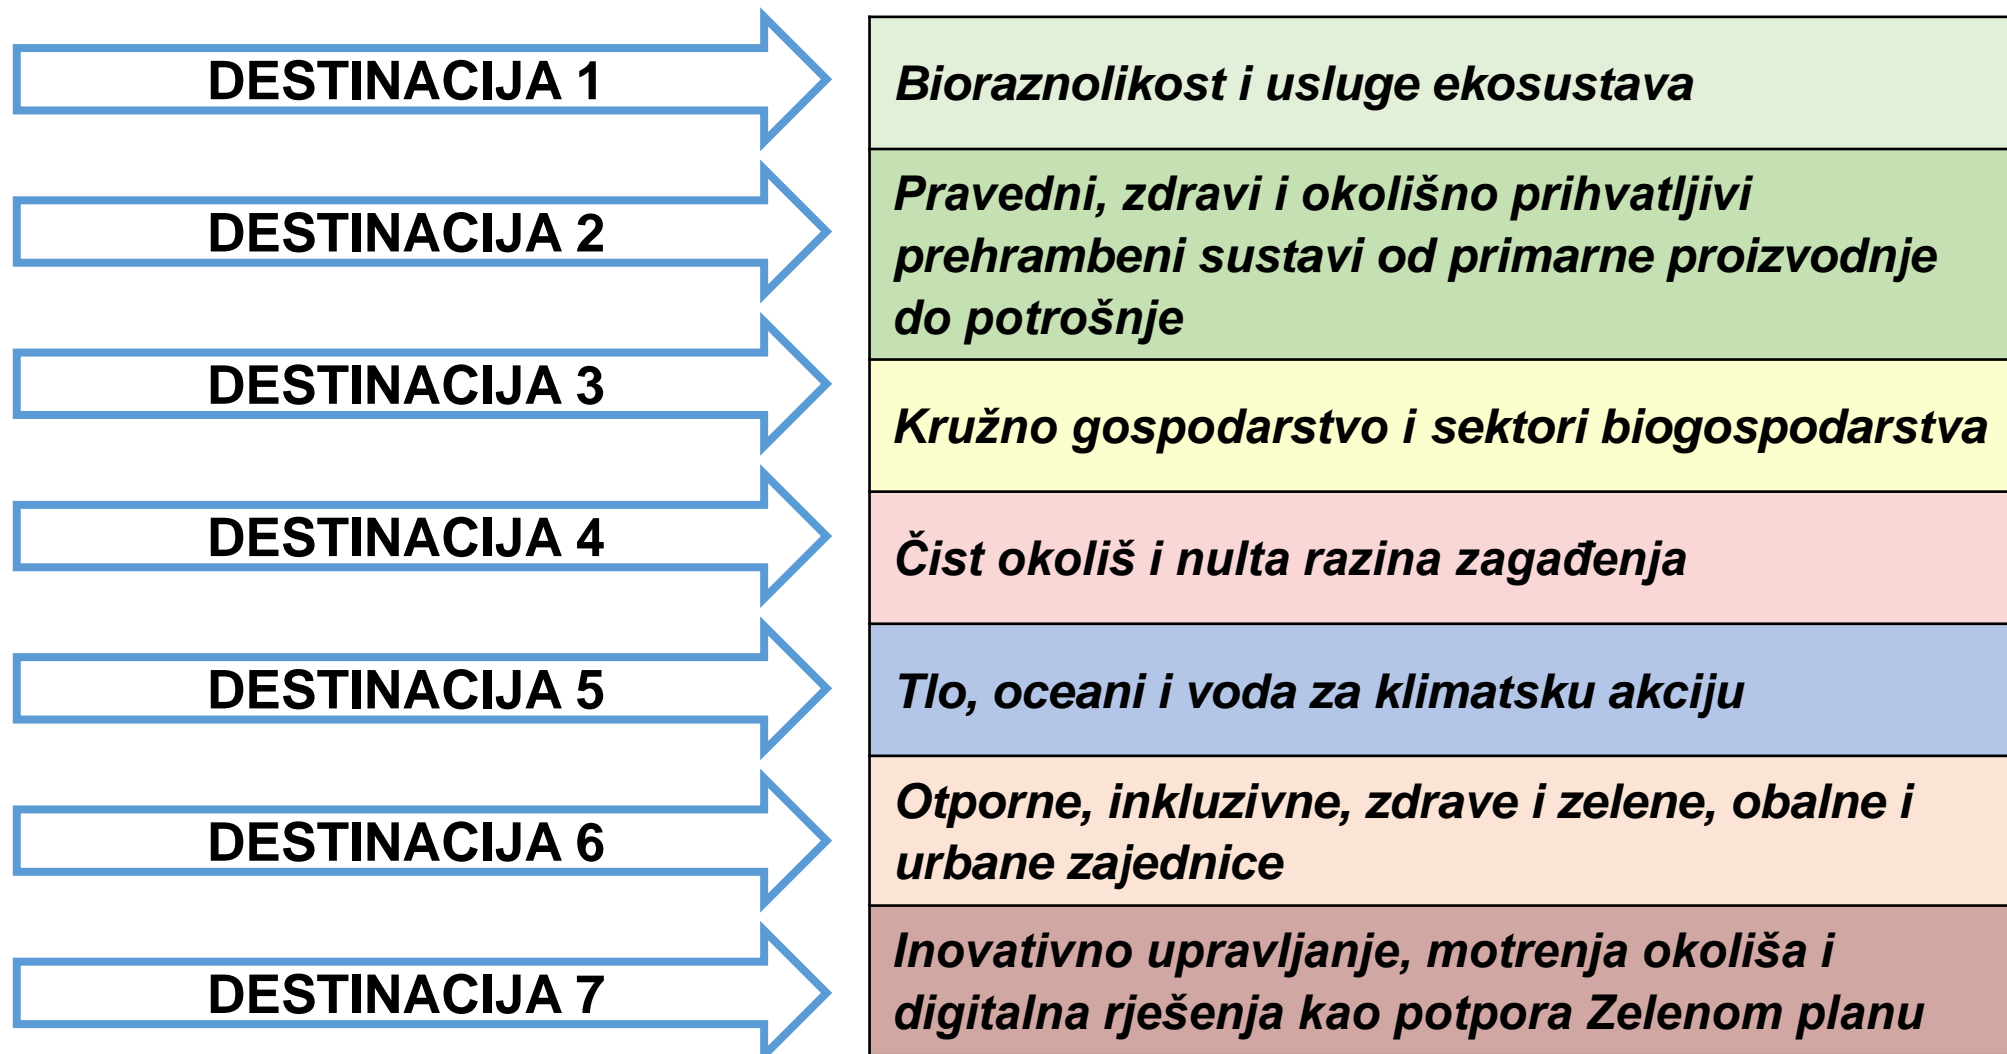 DESTINACIJA 1
Bioraznolikost i usluge ekosustava
DESTINACIJA 2
Pravedni, zdravi i okolišno prihvatljivi
prehrambeni sustavi od primarne proizvodnje
do potrošnje
DESTINACIJA 3
Kružno gospodarstvo i sektori biogospodarstva
DESTINACIJA 4
Čist okoliš i nulta razina zagađenja
DESTINACIJA 5
Tlo, oceani i voda za klimatsku akciju
DESTINACIJA 6
Otporne, inkluzivne, zdrave i zelene, obalne i
urbane zajednice
DESTINACIJA 7
Inovativno upravljanje, motrenja okoliša i
digitalna rješenja kao potpora Zelenom planu